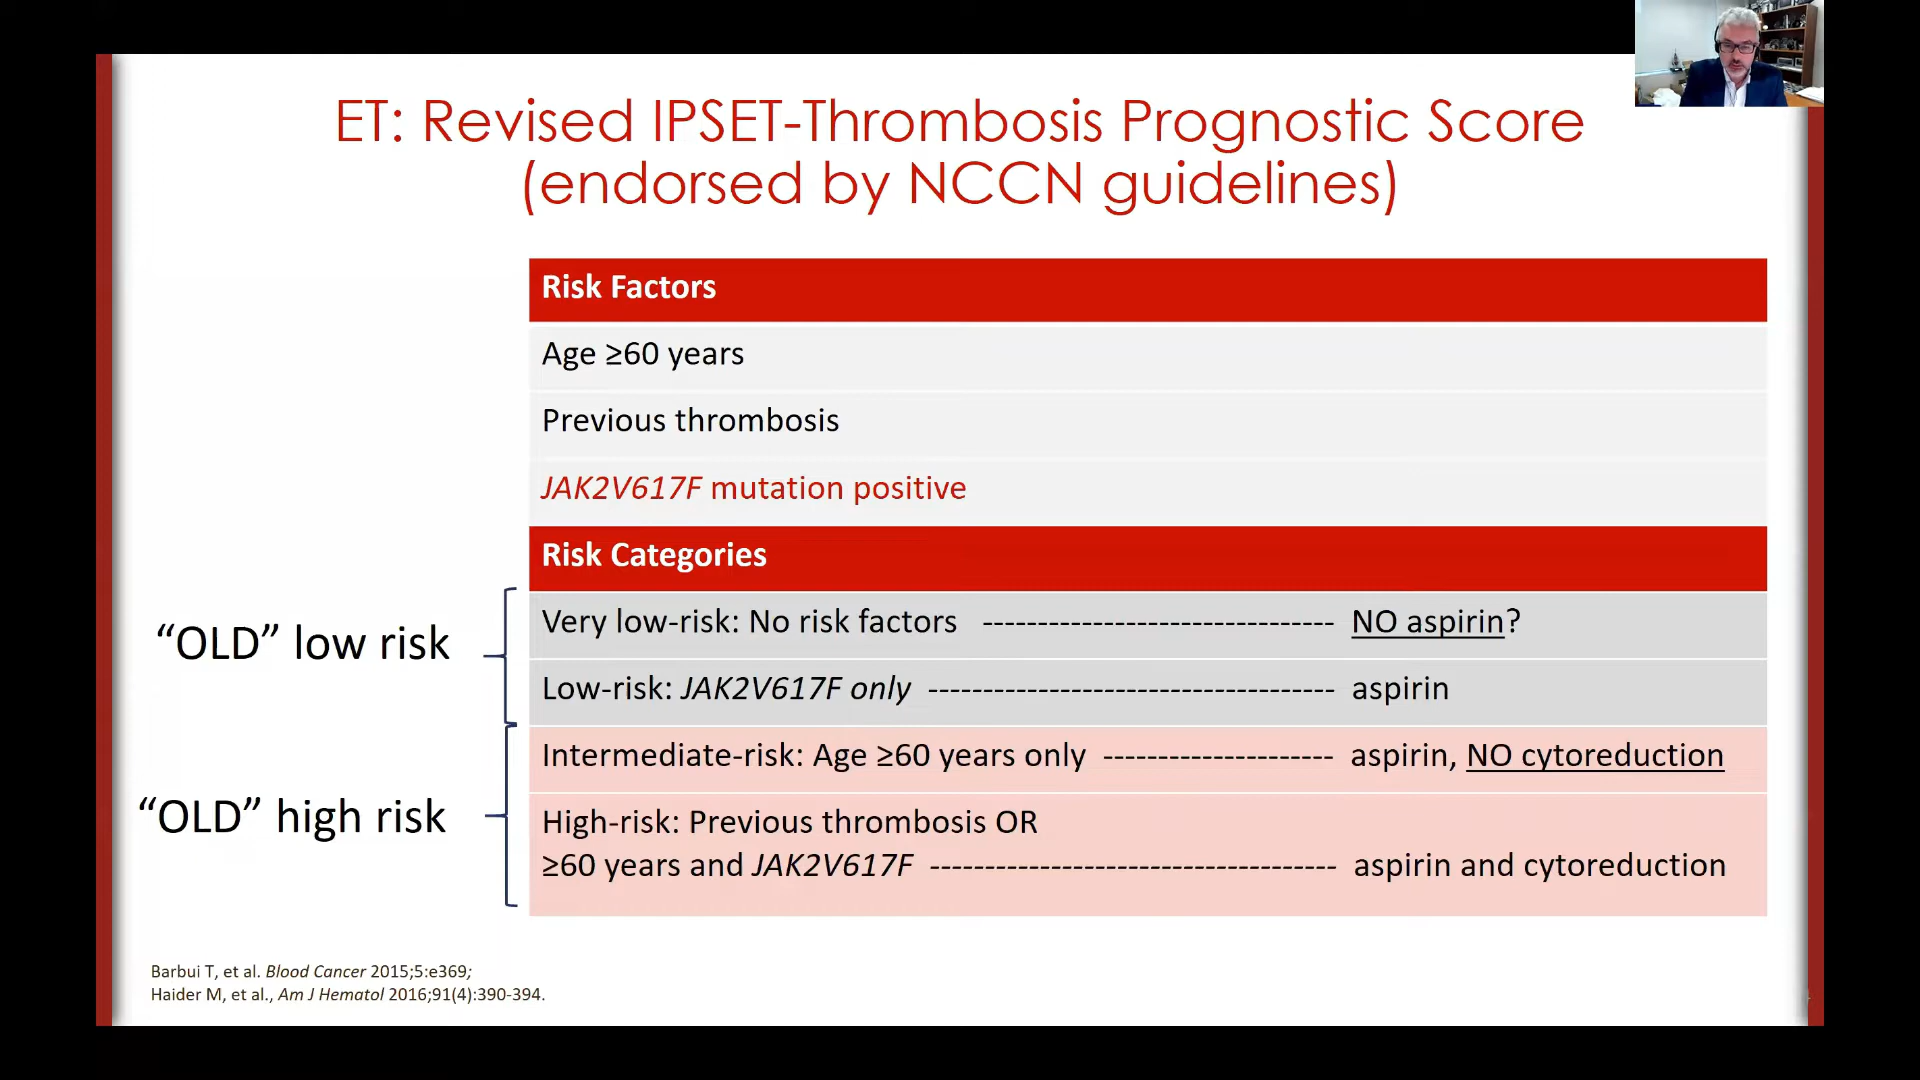 ET: Revised IPSET-Thrombosis Prognostic Score
(endorsed by NCCN guidelines)
Risk Factors
Age ≥60 years
Previous thrombosis
JAK2V617F mutation positive
Risk Categories
"OLD" low risk
Very low-risk: No risk factors -------------------------------- NO aspirin?
Low-risk: JAK2V617F only ------------------------------------- aspirin
"OLD" high risk
Intermediate-risk: Age ≥60 years only --------------------- aspirin, NO cytoreduction
High-risk: Previous thrombosis OR
≥60 years and JAK2V617F ------------------------------------- aspirin and cytoreduction
Barbui T, et al. Blood Cancer 2015;5:e369;
Haider M, et al., Am J Hematol 2016;91(4):390-394.